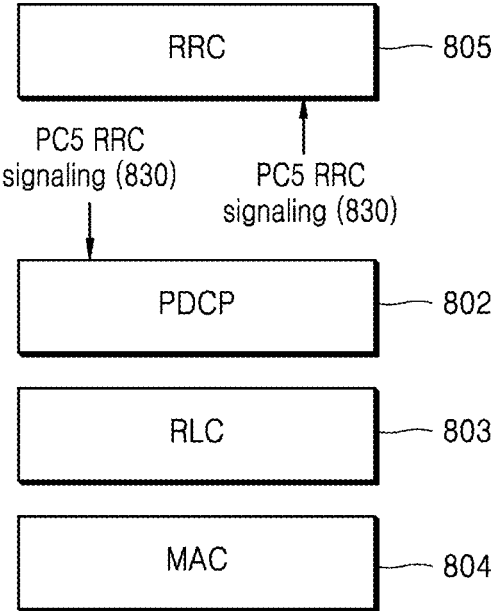 RRC
805
PC5 RRC
signaling (830)
PC5 RRC
signaling (830)
PDCP
802
RLC
803
MAC
804